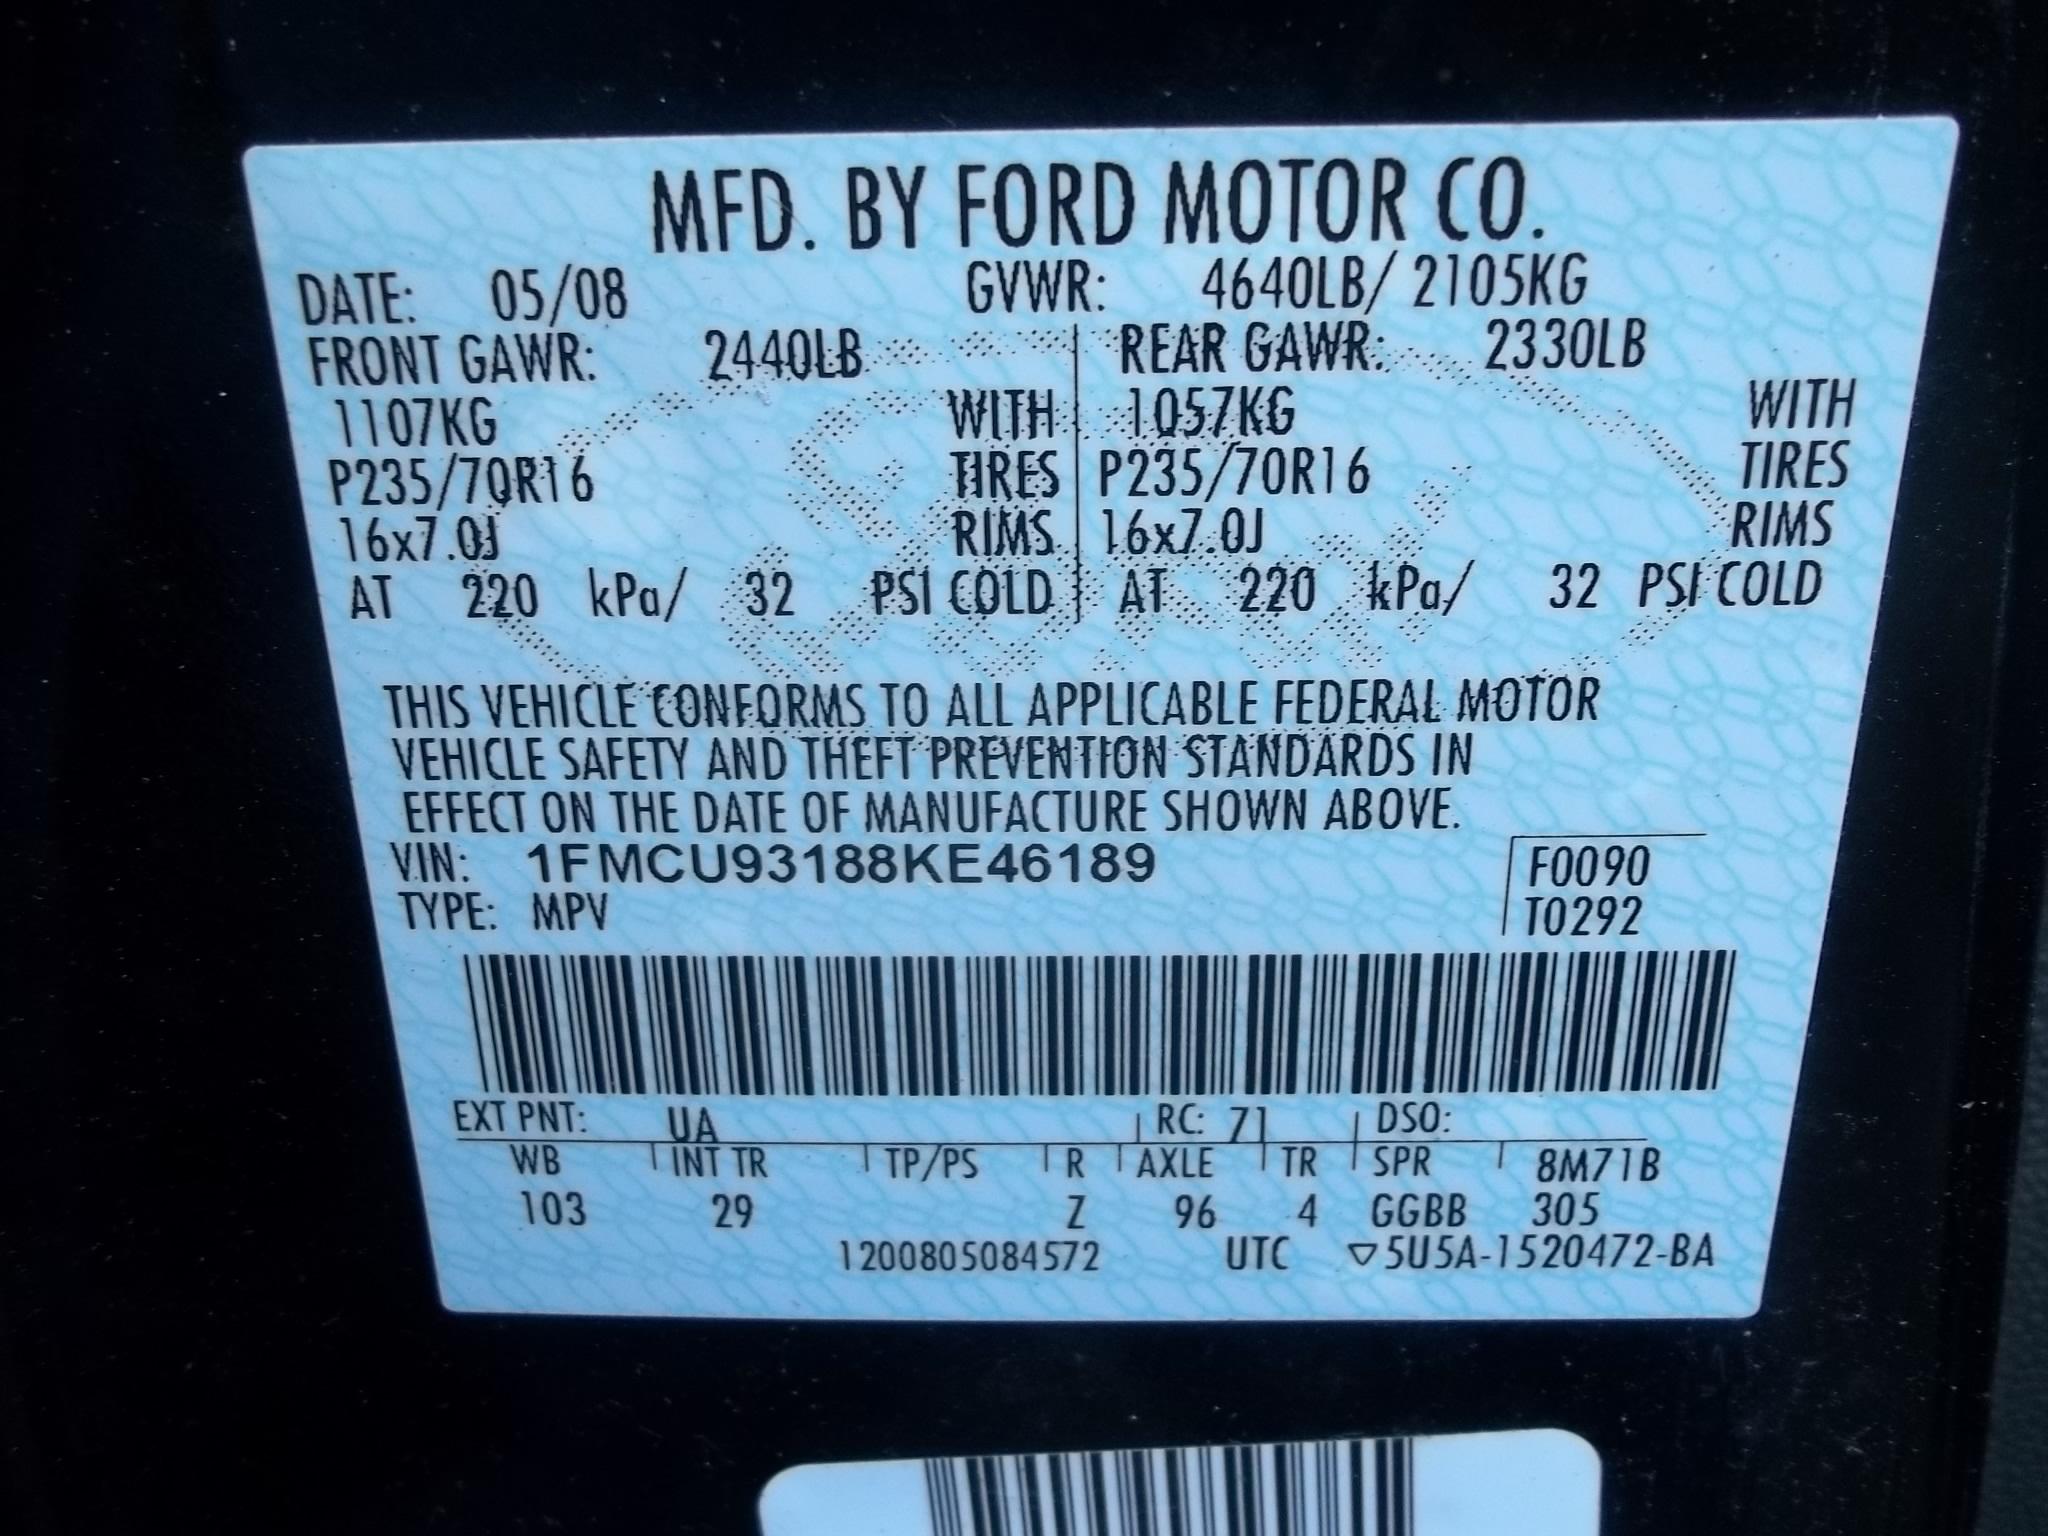 MFD. BY FORD MOTOR CO.
DATE: 05/08 GVWR: 4640LB/ 2105KG
FRONT GAWR: 2440LB REAR GAWR: 2330LB
1107KG WITH 1057KG WITH
P235/70R16 TIRES P235/70R16 TIRES
16x7.0J RIMS 16x7.0J RIMS
AT 220 kPa/ 32 PSI COLD AT 220 kPa/ 32 PSI COLD
THIS VEHICLE CONFORMS TO ALL APPLICABLE FEDERAL MOTOR
VEHICLE SAFETY AND THEFT PREVENTION STANDARDS IN
EFFECT ON THE DATE OF MANUFACTURE SHOWN ABOVE.
VIN: 1FMCU93188KE46189 F0090
TYPE: MPV T0292
EXT PNT: UA RC: 71 DSO:
WB INT TR TP/PS R AXLE TR SPR 8M71B
103 29 Z 96 4 GGBB 305
1200805084572 UTC ▽5U5A-1520472-BA